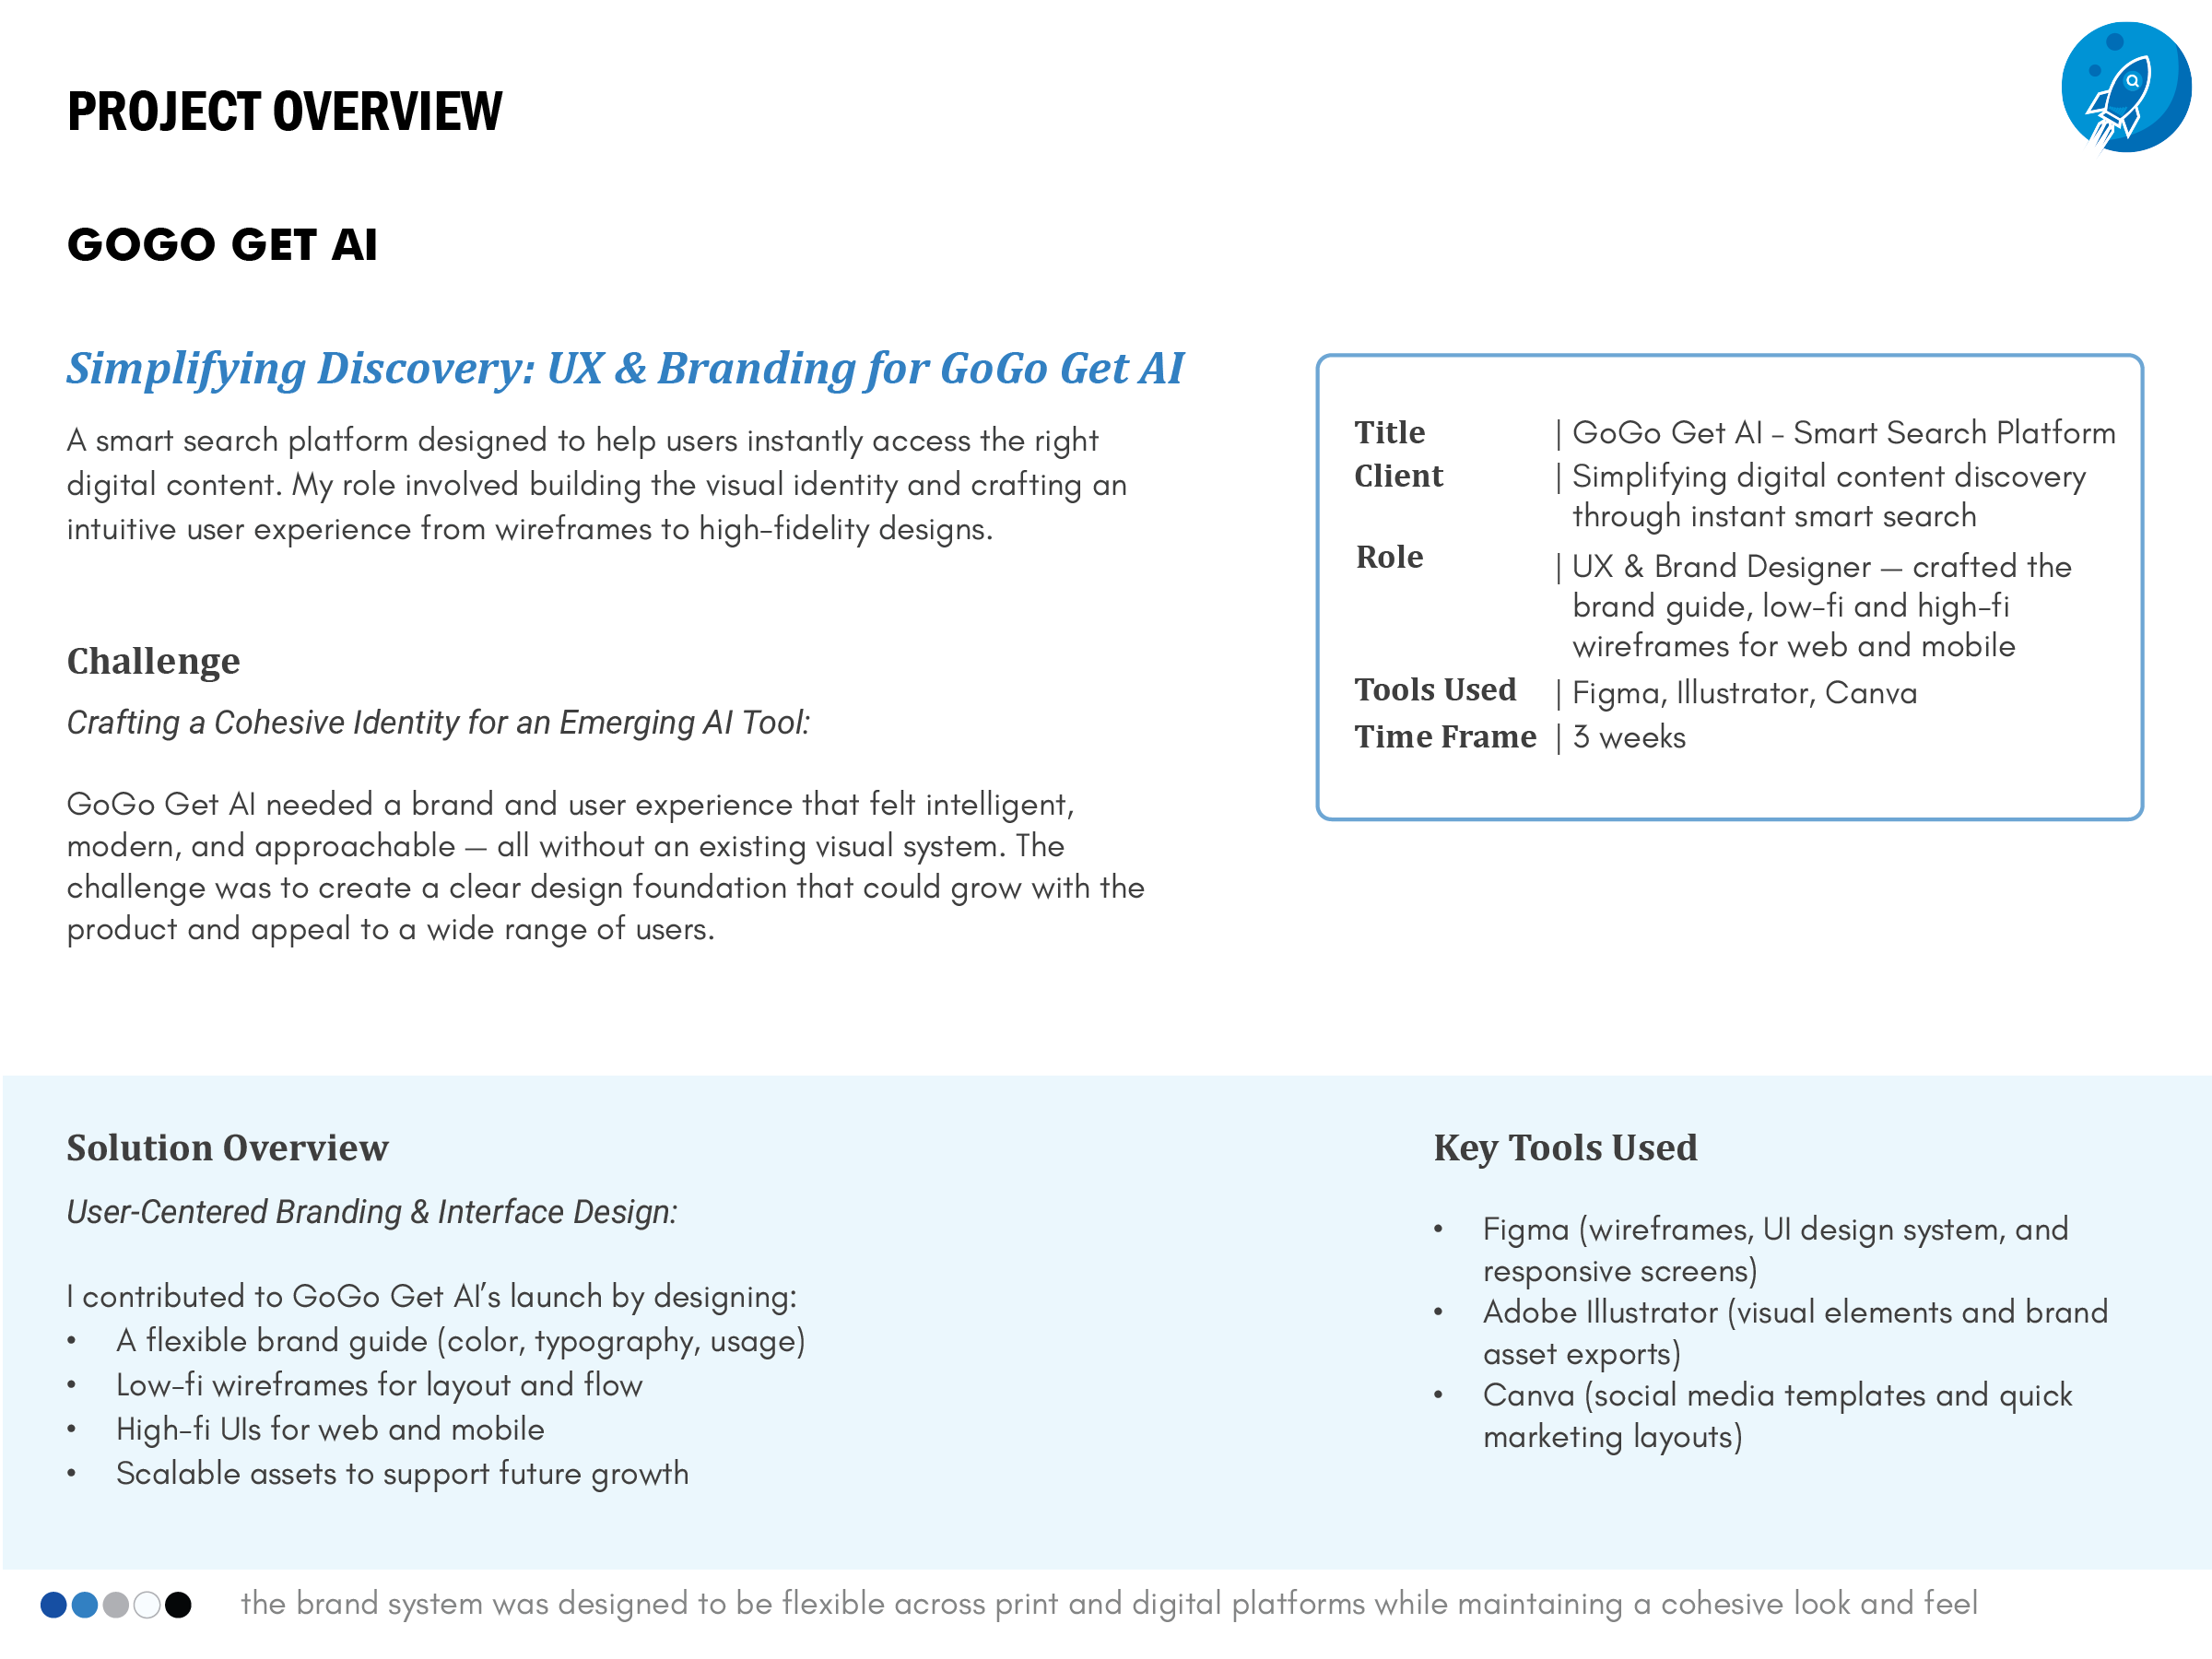 PROJECT OVERVIEW
GOGO GET AI
Simplifying Discovery: UX & Branding for GoGo Get AI
A smart search platform designed to help users instantly access the right
digital content. My role involved building the visual identity and crafting an
intuitive user experience from wireframes to high-fidelity designs.
Challenge
Crafting a Cohesive Identity for an Emerging AI Tool:
GoGo Get AI needed a brand and user experience that felt intelligent,
modern, and approachable — all without an existing visual system. The
challenge was to create a clear design foundation that could grow with the
product and appeal to a wide range of users.
Title | GoGo Get AI – Smart Search Platform
Client | Simplifying digital content discovery
through instant smart search
Role | UX & Brand Designer — crafted the
brand guide, low-fi and high-fi
wireframes for web and mobile
Tools Used | Figma, Illustrator, Canva
Time Frame | 3 weeks
Solution Overview
User-Centered Branding & Interface Design:
I contributed to GoGo Get AI’s launch by designing:
• A flexible brand guide (color, typography, usage)
• Low-fi wireframes for layout and flow
• High-fi UIs for web and mobile
• Scalable assets to support future growth
Key Tools Used
• Figma (wireframes, UI design system, and
responsive screens)
• Adobe Illustrator (visual elements and brand
asset exports)
• Canva (social media templates and quick
marketing layouts)
the brand system was designed to be flexible across print and digital platforms while maintaining a cohesive look and feel